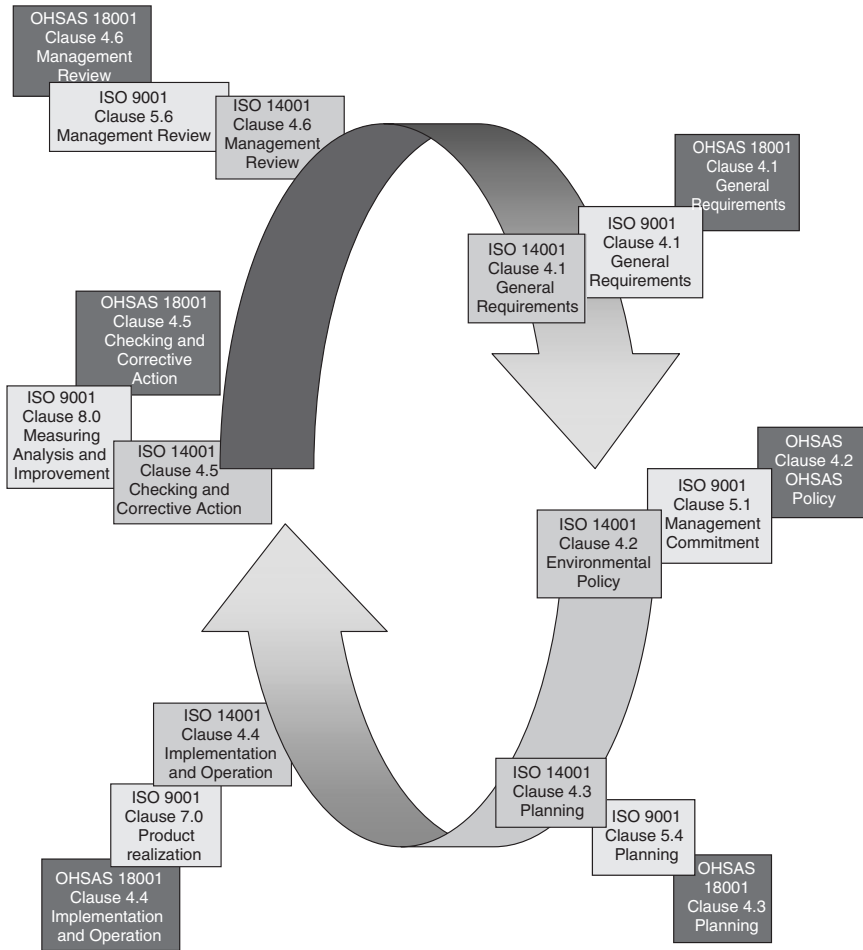 OHSAS 18001
Clause 4.6
Management
Review
ISO 9001
Clause 5.6
Management Review
ISO 14001
Clause 4.6
Management
Review
OHSAS 18001
Clause 4.1
General
Requirements
ISO 9001
Clause 4.1
General
Requirements
ISO 14001
Clause 4.1
General
Requirements
OHSAS 18001
Clause 4.5
Checking and
Corrective
Action
ISO 9001
Clause 8.0
Measuring
Analysis and
Improvement
ISO 14001
Clause 4.5
Checking and
Corrective Action
OHSAS
Clause 4.2
OHSAS
Policy
ISO 9001
Clause 5.1
Management
Commitment
ISO 14001
Clause 4.2
Environmental
Policy
ISO 14001
Clause 4.4
Implementation
and Operation
ISO 9001
Clause 7.0
Product
realization
OHSAS 18001
Clause 4.4
Implementation
and Operation
ISO 14001
Clause 4.3
Planning
ISO 9001
Clause 5.4
Planning
OHSAS
18001
Clause 4.3
Planning